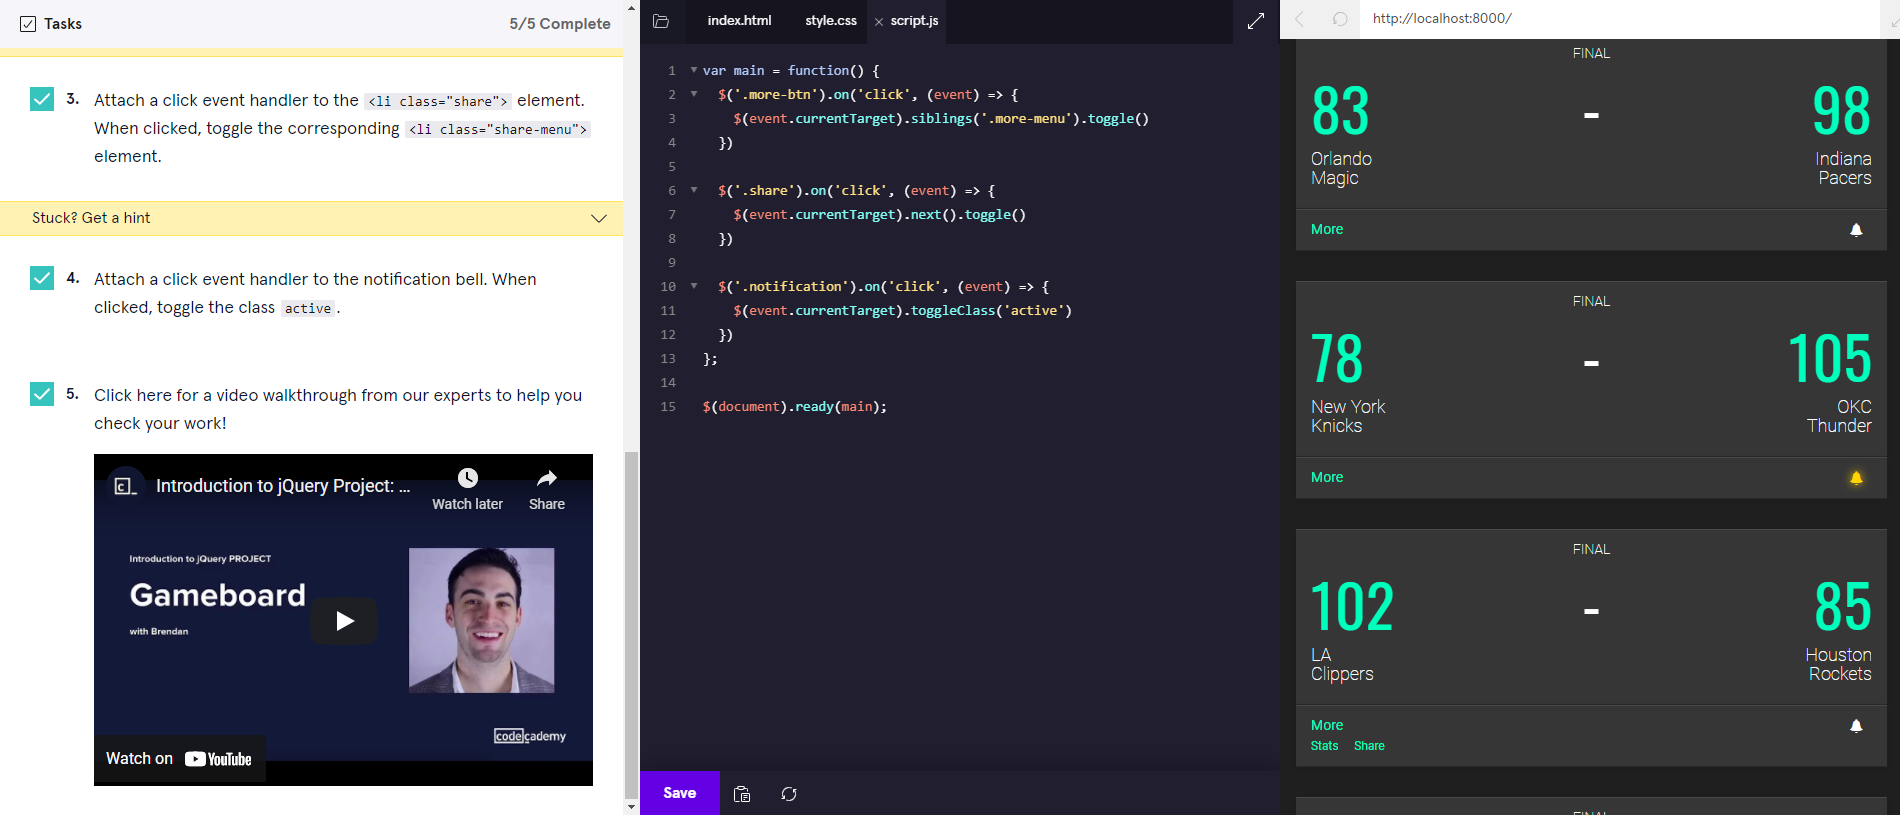 Tasks
5/5 Complete
3. Attach a click event handler to the <li class="share"> element.
When clicked, toggle the corresponding <li class="share-menu">
element.
Stuck? Get a hint
4. Attach a click event handler to the notification bell. When
clicked, toggle the class active.
5. Click here for a video walkthrough from our experts to help you
check your work!
c_
Introduction to jQuery Project: ...
Watch later
Share
Introduction to jQuery PROJECT
Gameboard
with Brendan
codecademy
Watch on YouTube
index.html
style.css
script.js
1 var main = function() {
2 $('.more-btn').on('click', (event) => {
3 $(event.currentTarget).siblings('.more-menu').toggle()
4 })
5
6 $('.share').on('click', (event) => {
7 $(event.currentTarget).next().toggle()
8 })
9
10 $('.notification').on('click', (event) => {
11 $(event.currentTarget).toggleClass('active')
12 })
13 };
14
15 $(document).ready(main);
Save
http://localhost:8000/
FINAL
83 - 98
Orlando Indiana
Magic Pacers
More
FINAL
78 - 105
New York OKC
Knicks Thunder
More
FINAL
102 - 85
LA Houston
Clippers Rockets
More
Stats Share
FINAL